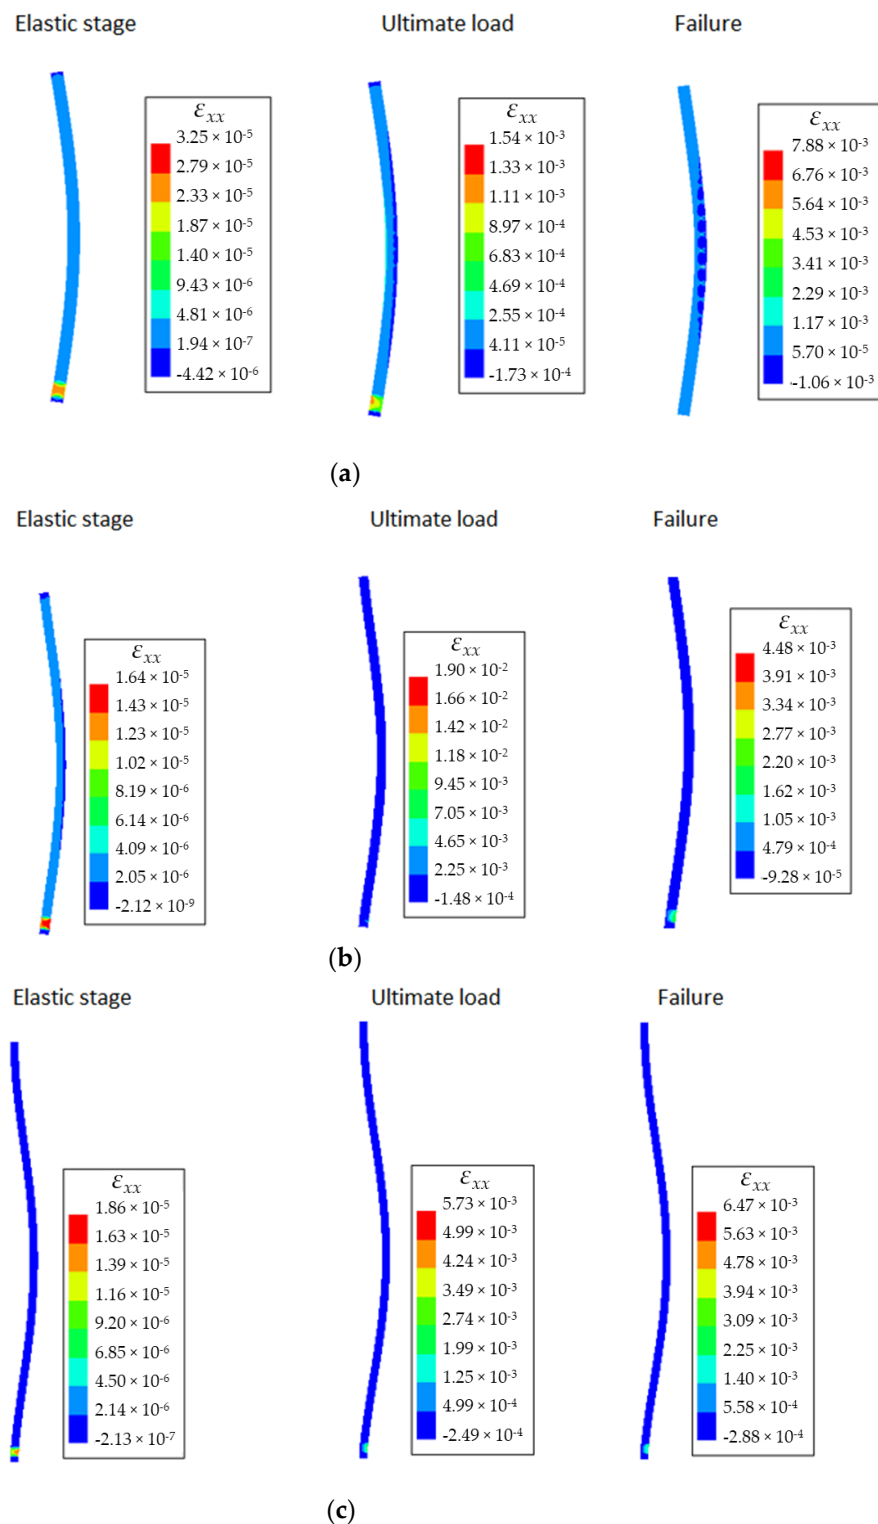 Elastic stage
Ultimate load
Failure
εxx
3.25 × 10-5
2.79 × 10-5
2.33 × 10-5
1.87 × 10-5
1.40 × 10-5
9.43 × 10-6
4.81 × 10-6
1.94 × 10-7
-4.42 × 10-6
εxx
1.54 × 10-3
1.33 × 10-3
1.11 × 10-3
8.97 × 10-4
6.83 × 10-4
4.69 × 10-4
2.55 × 10-4
4.11 × 10-5
-1.73 × 10-4
εxx
7.88 × 10-3
6.76 × 10-3
5.64 × 10-3
4.53 × 10-3
3.41 × 10-3
2.29 × 10-3
1.17 × 10-3
5.70 × 10-5
-1.06 × 10-3
(a)
Elastic stage
Ultimate load
Failure
εxx
1.64 × 10-5
1.43 × 10-5
1.23 × 10-5
1.02 × 10-5
8.19 × 10-6
6.14 × 10-6
4.09 × 10-6
2.05 × 10-6
-2.12 × 10-9
εxx
1.90 × 10-2
1.66 × 10-2
1.42 × 10-2
1.18 × 10-2
9.45 × 10-3
7.05 × 10-3
4.65 × 10-3
2.25 × 10-3
-1.48 × 10-4
εxx
4.48 × 10-3
3.91 × 10-3
3.34 × 10-3
2.77 × 10-3
2.20 × 10-3
1.62 × 10-3
1.05 × 10-3
4.79 × 10-4
-9.28 × 10-5
(b)
Elastic stage
Ultimate load
Failure
εxx
1.86 × 10-5
1.63 × 10-5
1.39 × 10-5
1.16 × 10-5
9.20 × 10-6
6.85 × 10-6
4.50 × 10-6
2.14 × 10-6
-2.13 × 10-7
εxx
5.73 × 10-3
4.99 × 10-3
4.24 × 10-3
3.49 × 10-3
2.74 × 10-3
1.99 × 10-3
1.25 × 10-3
4.99 × 10-4
-2.49 × 10-4
εxx
6.47 × 10-3
5.63 × 10-3
4.78 × 10-3
3.94 × 10-3
3.09 × 10-3
2.25 × 10-3
1.40 × 10-3
5.58 × 10-4
-2.88 × 10-4
(c)